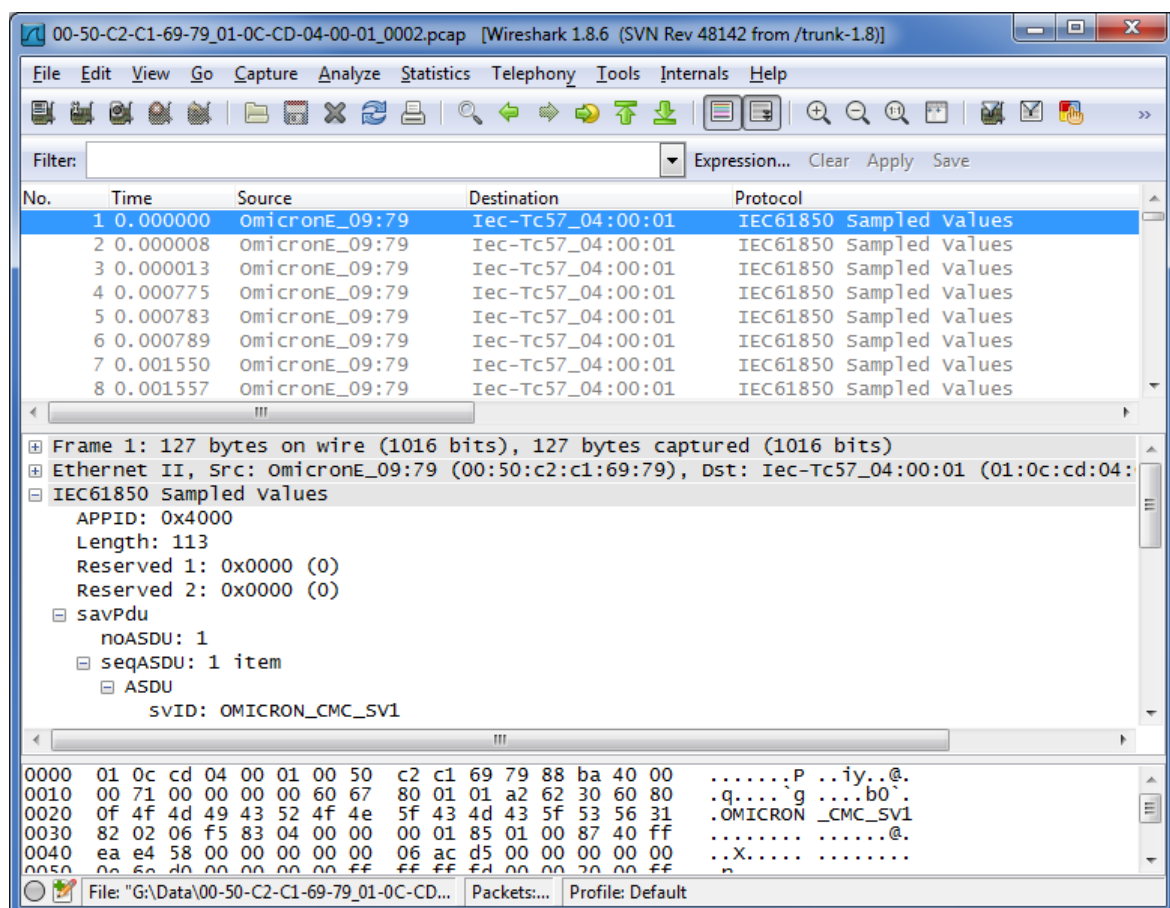 00-50-C2-C1-69-79_01-0C-CD-04-00-01_0002.pcap [Wireshark 1.8.6 (SVN Rev 48142 from /trunk-1.8)]
File Edit View Go Capture Analyze Statistics Telephony Tools Internals Help
Filter: Expression... Clear Apply Save
No. Time Source Destination Protocol
1 0.000000 OmicronE_09:79 Iec-Tc57_04:00:01 IEC61850 Sampled Values
2 0.000008 OmicronE_09:79 Iec-Tc57_04:00:01 IEC61850 Sampled Values
3 0.000013 OmicronE_09:79 Iec-Tc57_04:00:01 IEC61850 Sampled Values
4 0.000775 OmicronE_09:79 Iec-Tc57_04:00:01 IEC61850 Sampled Values
5 0.000783 OmicronE_09:79 Iec-Tc57_04:00:01 IEC61850 Sampled Values
6 0.000789 OmicronE_09:79 Iec-Tc57_04:00:01 IEC61850 Sampled Values
7 0.001550 OmicronE_09:79 Iec-Tc57_04:00:01 IEC61850 Sampled Values
8 0.001557 OmicronE_09:79 Iec-Tc57_04:00:01 IEC61850 Sampled Values
Frame 1: 127 bytes on wire (1016 bits), 127 bytes captured (1016 bits)
Ethernet II, Src: OmicronE_09:79 (00:50:c2:c1:69:79), Dst: Iec-Tc57_04:00:01 (01:0c:cd:04:
IEC61850 Sampled Values
APPID: 0x4000
Length: 113
Reserved 1: 0x0000 (0)
Reserved 2: 0x0000 (0)
savPdu
noASDU: 1
seqASDU: 1 item
ASDU
svID: OMICRON_CMC_SV1
0000 01 0c cd 04 00 01 00 50 c2 c1 69 79 88 ba 40 00 .......P ..iy..@.
0010 00 71 00 00 00 00 60 67 80 01 01 a2 62 30 60 80 .q....`g ....b0`.
0020 0f 4f 4d 49 43 52 4f 4e 5f 43 4d 43 5f 53 56 31 .OMICRON _CMC_SV1
0030 82 02 06 f5 83 04 00 00 00 01 85 01 00 87 40 ff ........ ......@.
0040 ea e4 58 00 00 00 00 00 06 ac d5 00 00 00 00 00 ..X..... ........
File: "G:\Data\00-50-C2-C1-69-79_01-0C-CD... Packets:... Profile: Default